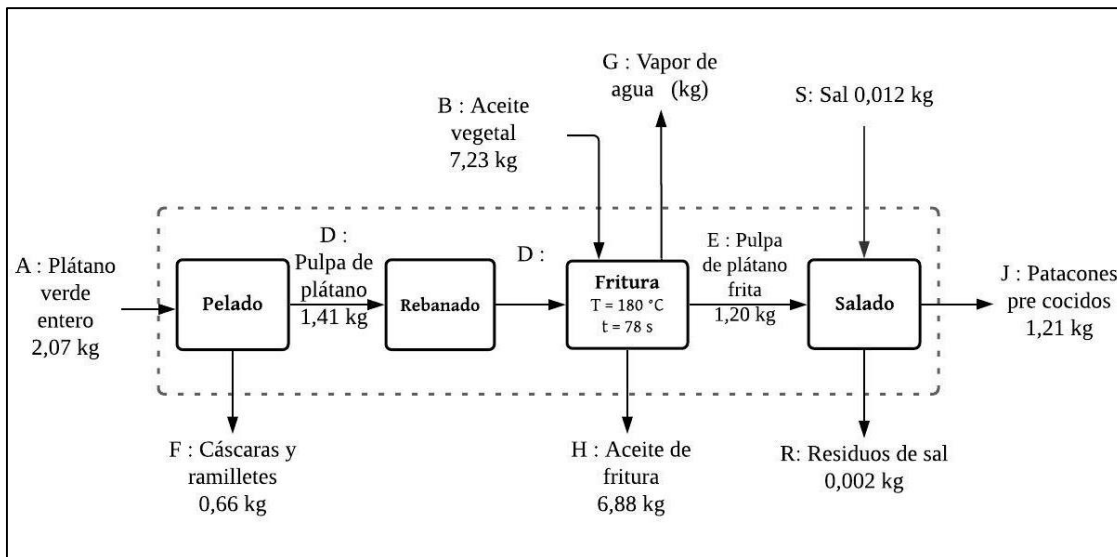 G : Vapor de
agua (kg)
B : Aceite
vegetal
7,23 kg
S: Sal 0,012 kg
A : Plátano
verde
entero
2,07 kg
Pelado
D :
Pulpa de
plátano
1,41 kg
Rebanado
D :
Fritura
T = 180 °C
t = 78 s
E : Pulpa
de plátano
frita
1,20 kg
Salado
J : Patacones
pre cocidos
1,21 kg
F : Cáscaras y
ramilletes
0,66 kg
H : Aceite de
fritura
6,88 kg
R: Residuos de sal
0,002 kg